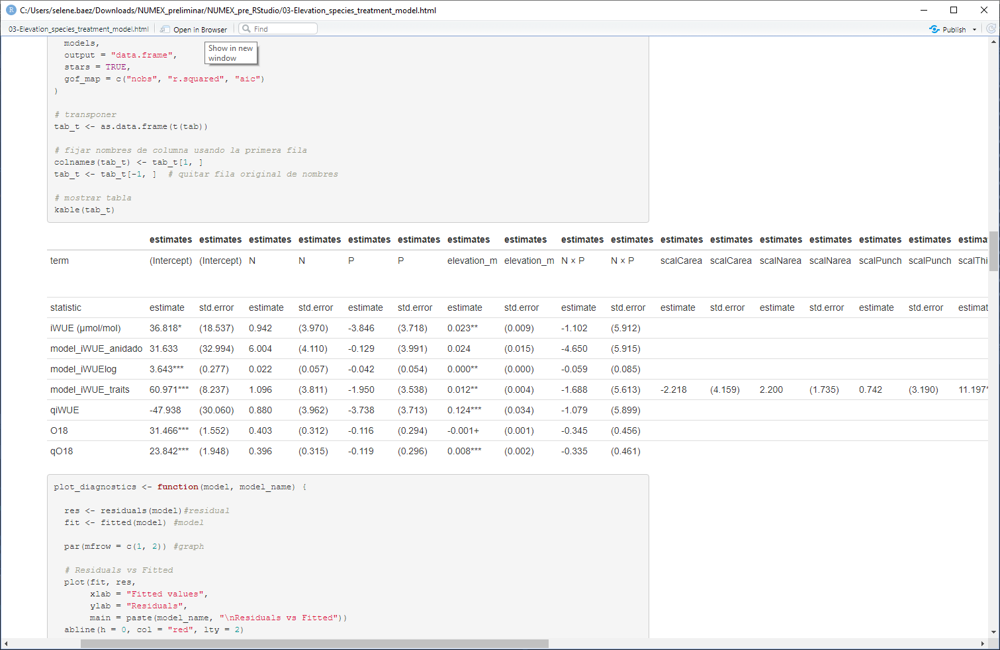 C:/Users/selene.baez/Downloads/NUMEX_preliminar/NUMEX_pre_RStudio/03-Elevation_species_treatment_model.html
03-Elevation_species_treatment_model.html Open in Browser Find Publish
Show in new
window
models,
output = "data.frame",
stars = TRUE,
gof_map = c("nobs", "r.squared", "aic")
)
# transponer
tab_t <- as.data.frame(t(tab))
# fijar nombres de columna usando la primera fila
colnames(tab_t) <- tab_t[1, ]
tab_t <- tab_t[-1, ]  # quitar fila original de nombres
# mostrar tabla
kable(tab_t)
estimates estimates estimates estimates estimates estimates estimates estimates estimates estimates estimates estimates estimates estimates estimates estimates estima
term (Intercept) (Intercept) N N P P elevation_m elevation_m N × P N × P scalCarea scalCarea scalNarea scalNarea scalPunch scalPunch scalThi
statistic estimate std.error estimate std.error estimate std.error estimate std.error estimate std.error estimate std.error estimate std.error estimate std.error estimat
iWUE (µmol/mol) 36.818* (18.537) 0.942 (3.970) -3.846 (3.718) 0.023** (0.009) -1.102 (5.912)
model_iWUE_anidado 31.633 (32.994) 6.004 (4.110) -0.129 (3.991) 0.024 (0.015) -4.650 (5.915)
model_iWUElog 3.643*** (0.277) 0.022 (0.057) -0.042 (0.054) 0.000** (0.000) -0.059 (0.085)
model_iWUE_traits 60.971*** (8.237) 1.096 (3.811) -1.950 (3.538) 0.012** (0.004) -1.688 (5.613) -2.218 (4.159) 2.200 (1.735) 0.742 (3.190) 11.197*
qiWUE -47.938 (30.060) 0.880 (3.962) -3.738 (3.713) 0.124*** (0.034) -1.079 (5.899)
O18 31.466*** (1.552) 0.403 (0.312) -0.116 (0.294) -0.001+ (0.001) -0.345 (0.456)
qO18 23.842*** (1.948) 0.396 (0.315) -0.119 (0.296) 0.008*** (0.002) -0.335 (0.461)
plot_diagnostics <- function(model, model_name) {
res <- residuals(model)#residual
fit <- fitted(model) #model
par(mfrow = c(1, 2)) #graph
# Residuals vs Fitted
plot(fit, res,
xlab = "Fitted values",
ylab = "Residuals",
main = paste(model_name, "\nResiduals vs Fitted"))
abline(h = 0, col = "red", lty = 2)